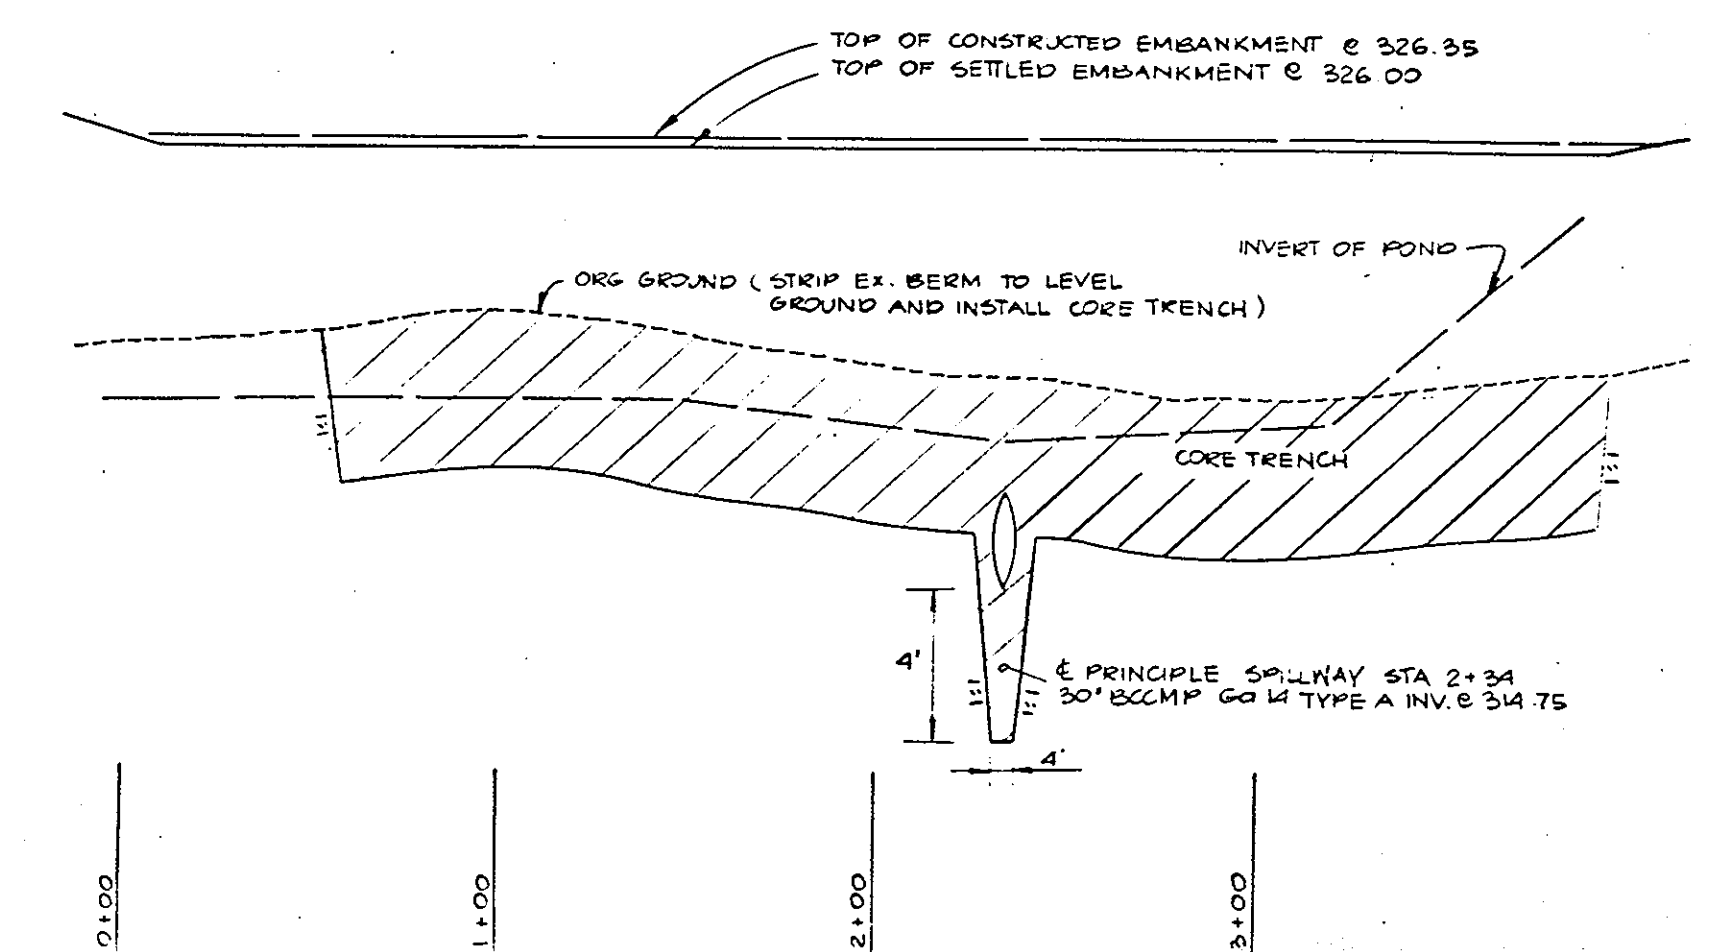 TOP OF CONSTRUCTED EMBANKMENT @ 326.35
TOP OF SETTLED EMBANKMENT @ 326.00
INVERT OF POND
ORG GROUND ( STRIP EX. BERM TO LEVEL
GROUND AND INSTALL CORE TRENCH )
1:1
CORE TRENCH
1:1
4'
℄ PRINCIPLE SPILLWAY STA 2+34
30" BCCMP GA 14 TYPE A INV. @ 314.75
1:1
1:1
4'
0+00
1+00
2+00
3+00